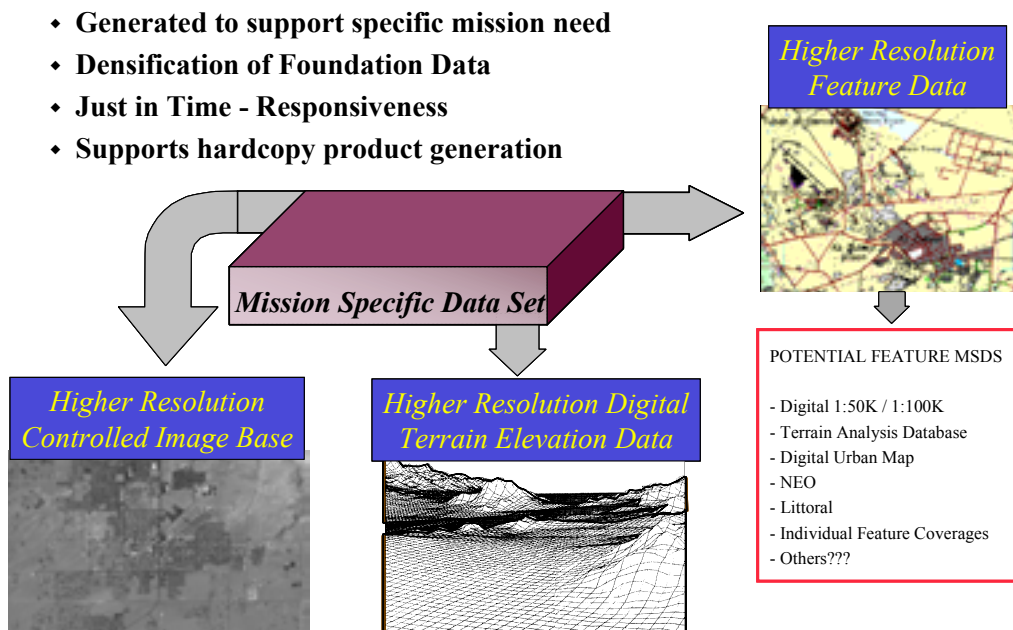 Generated to support specific mission need
Densification of Foundation Data
Just in Time - Responsiveness
Supports hardcopy product generation
Higher Resolution
Feature Data
Mission Specific Data Set
Higher Resolution
Controlled Image Base
Higher Resolution Digital
Terrain Elevation Data
POTENTIAL FEATURE MSDS
- Digital 1:50K / 1:100K
- Terrain Analysis Database
- Digital Urban Map
- NEO
- Littoral
- Individual Feature Coverages
- Others???